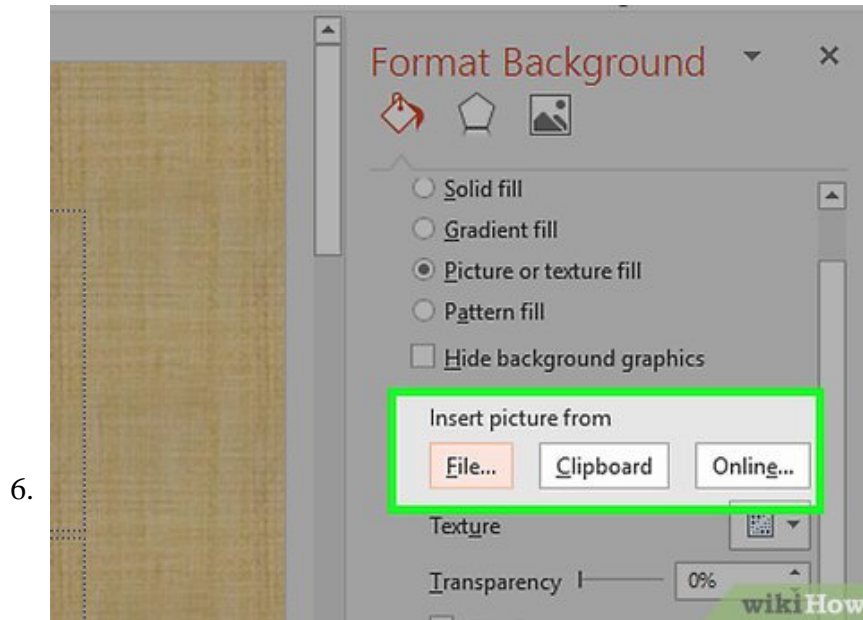 Format Background
Solid fill
Gradient fill
Picture or texture fill
Pattern fill
Hide background graphics
Insert picture from
File... Clipboard Online...
6.
Texture
Transparency 0%
wikiHow